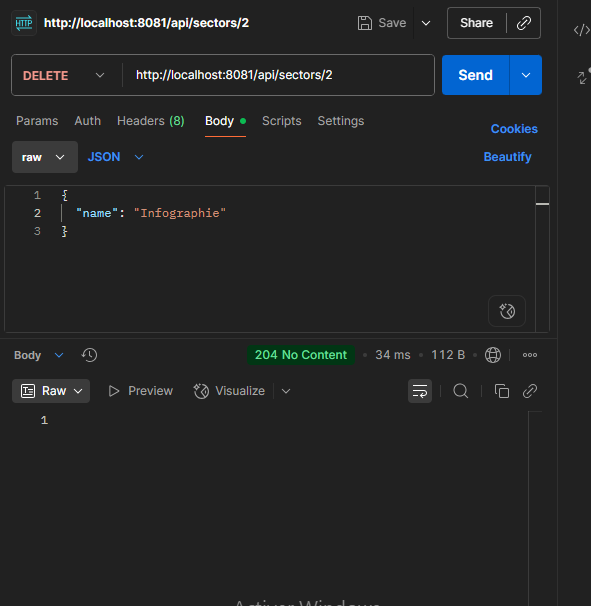 HTTP http://localhost:8081/api/sectors/2 Save Share
DELETE http://localhost:8081/api/sectors/2 Send
Params Auth Headers (8) Body Scripts Settings Cookies
raw JSON Beautify
1 {
2 "name": "Infographie"
3 }
Body 204 No Content 34 ms 112 B
Raw Preview Visualize
1
Activer Windows